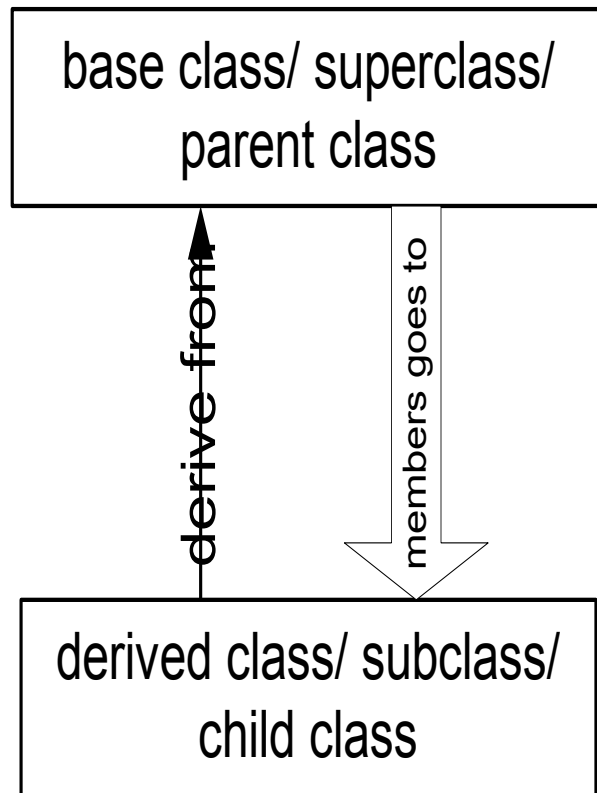 base class/ superclass/
parent class
derive from
members goes to
derived class/ subclass/
child class